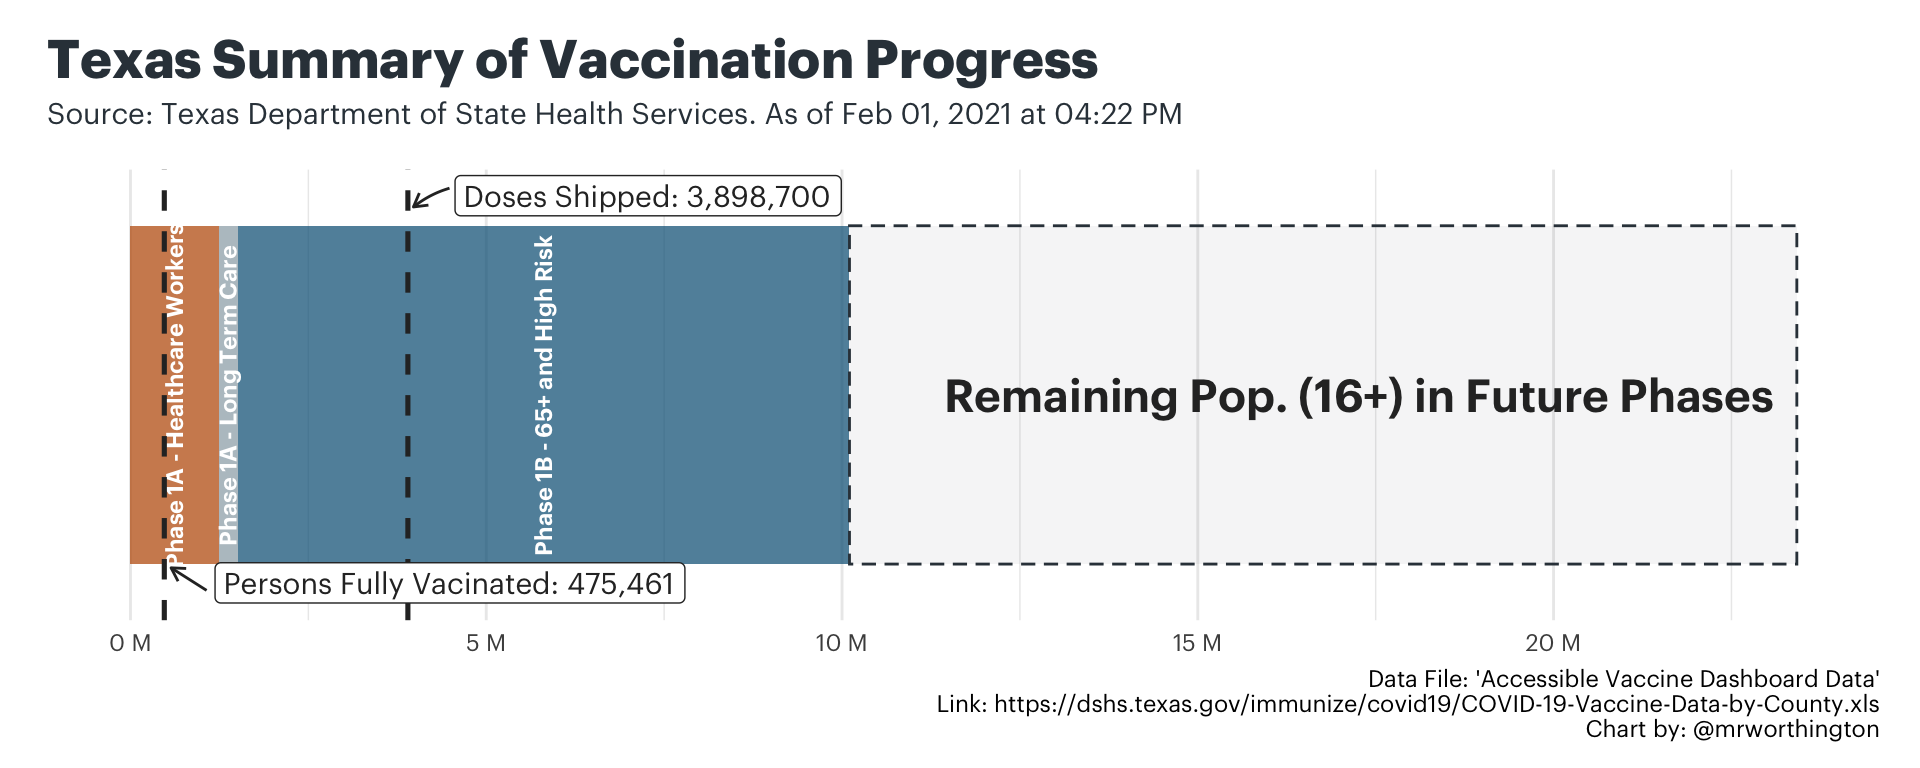 Texas Summary of Vaccination Progress
Source: Texas Department of State Health Services. As of Feb 01, 2021 at 04:22 PM
Doses Shipped: 3,898,700
Phase 1A - Healthcare Workers
Phase 1A - Long Term Care
Phase 1B - 65+ and High Risk
Remaining Pop. (16+) in Future Phases
Persons Fully Vacinated: 475,461
0 M
5 M
10 M
15 M
20 M
Data File: 'Accessible Vaccine Dashboard Data'
Link: https://dshs.texas.gov/immunize/covid19/COVID-19-Vaccine-Data-by-County.xls
Chart by: @mrworthington